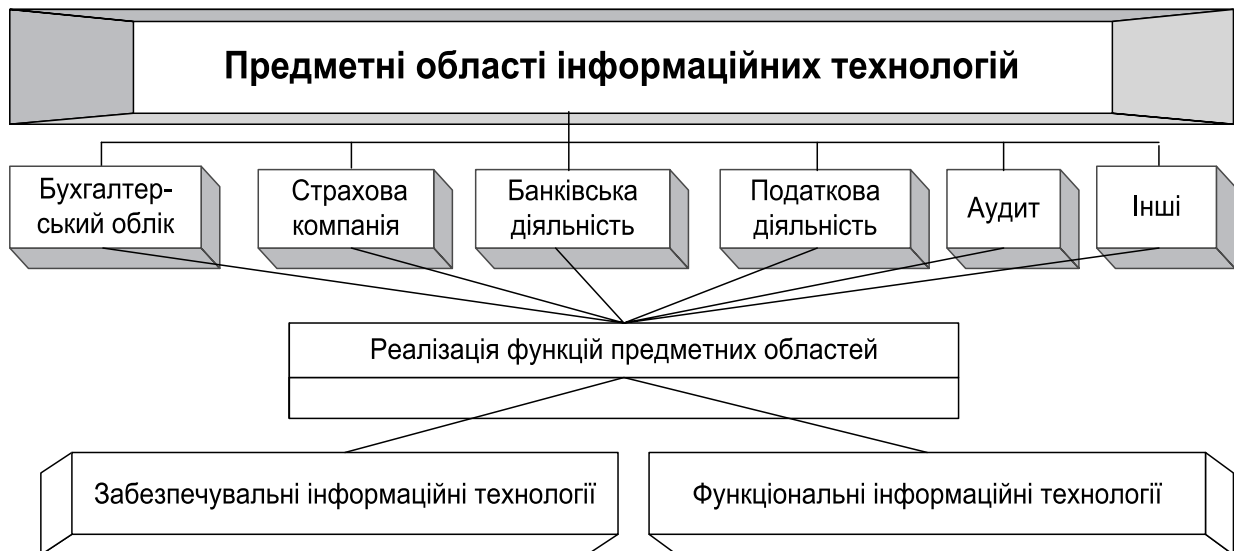 Предметні області інформаційних технологій
Бухгалтер-
ський облік
Страхова
компанія
Банківська
діяльність
Податкова
діяльність
Аудит
Інші
Реалізація функцій предметних областей
Забезпечувальні інформаційні технології
Функціональні інформаційні технології